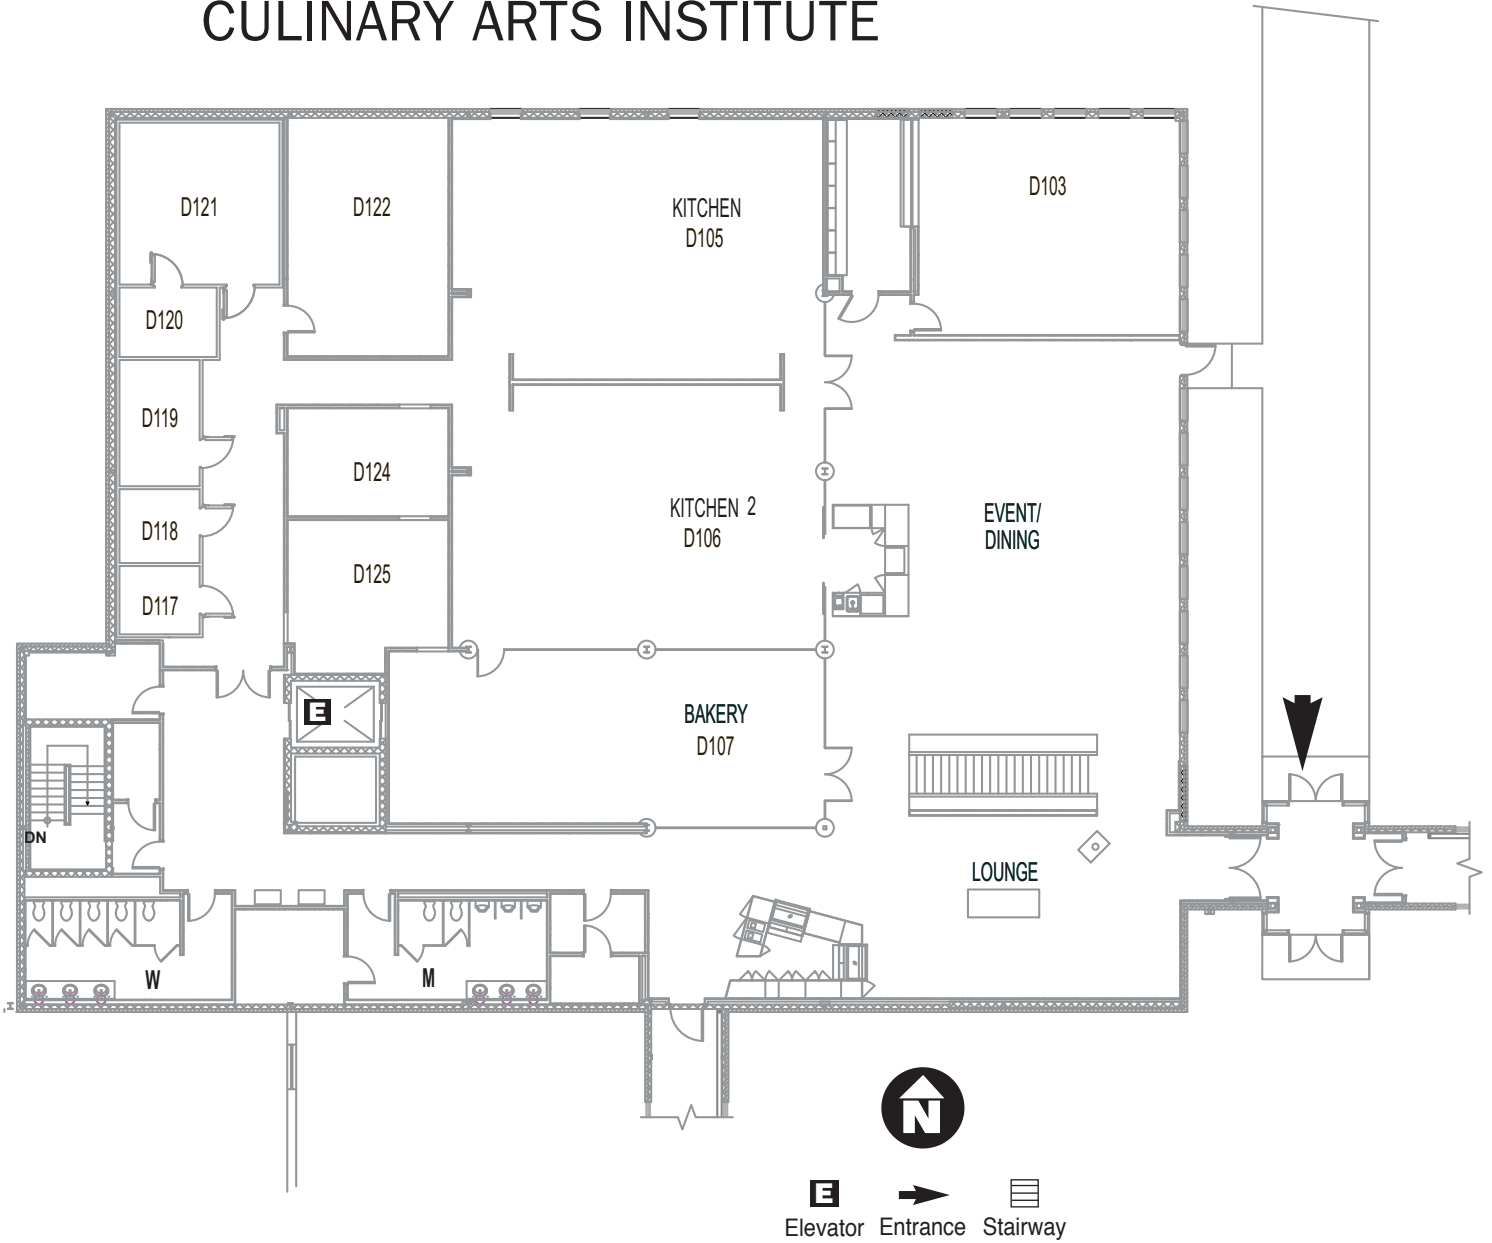 CULINARY ARTS INSTITUTE
D121
D122
KITCHEN
D105
D103
D120
D119
D124
D118
KITCHEN 2
D106
EVENT/
DINING
D125
D117
E
BAKERY
D107
DN
LOUNGE
W
M
N
E
Elevator Entrance Stairway